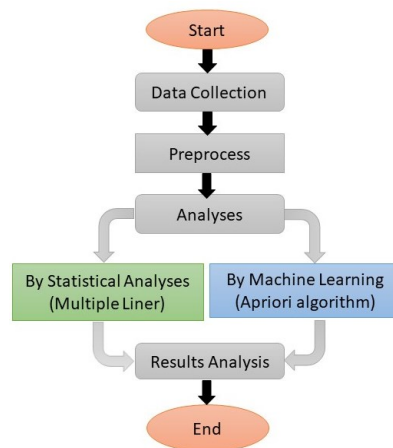 Start
Data Collection
Preprocess
Analyses
By Statistical Analyses
(Multiple Liner)
By Machine Learning
(Apriori algorithm)
Results Analysis
End